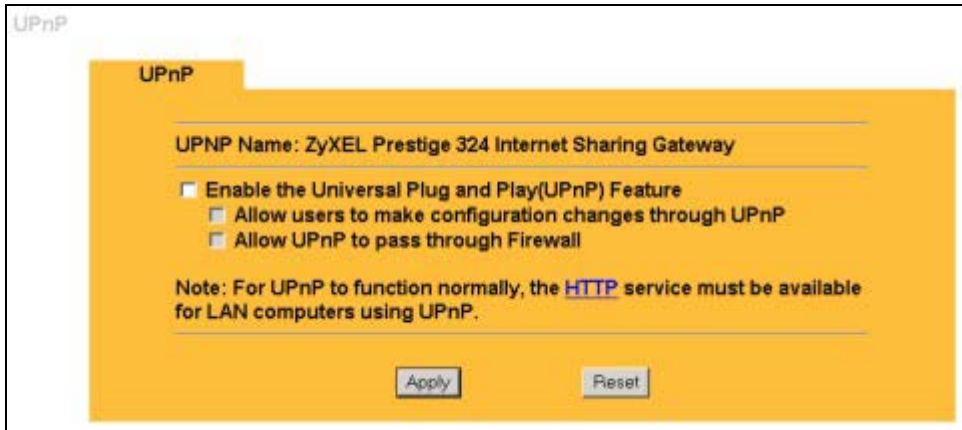 UPnP
UPnP
UPNP Name: ZyXEL Prestige 324 Internet Sharing Gateway
Enable the Universal Plug and Play(UPnP) Feature
Allow users to make configuration changes through UPnP
Allow UPnP to pass through Firewall
Note: For UPnP to function normally, the HTTP service must be available
for LAN computers using UPnP.
Apply Reset